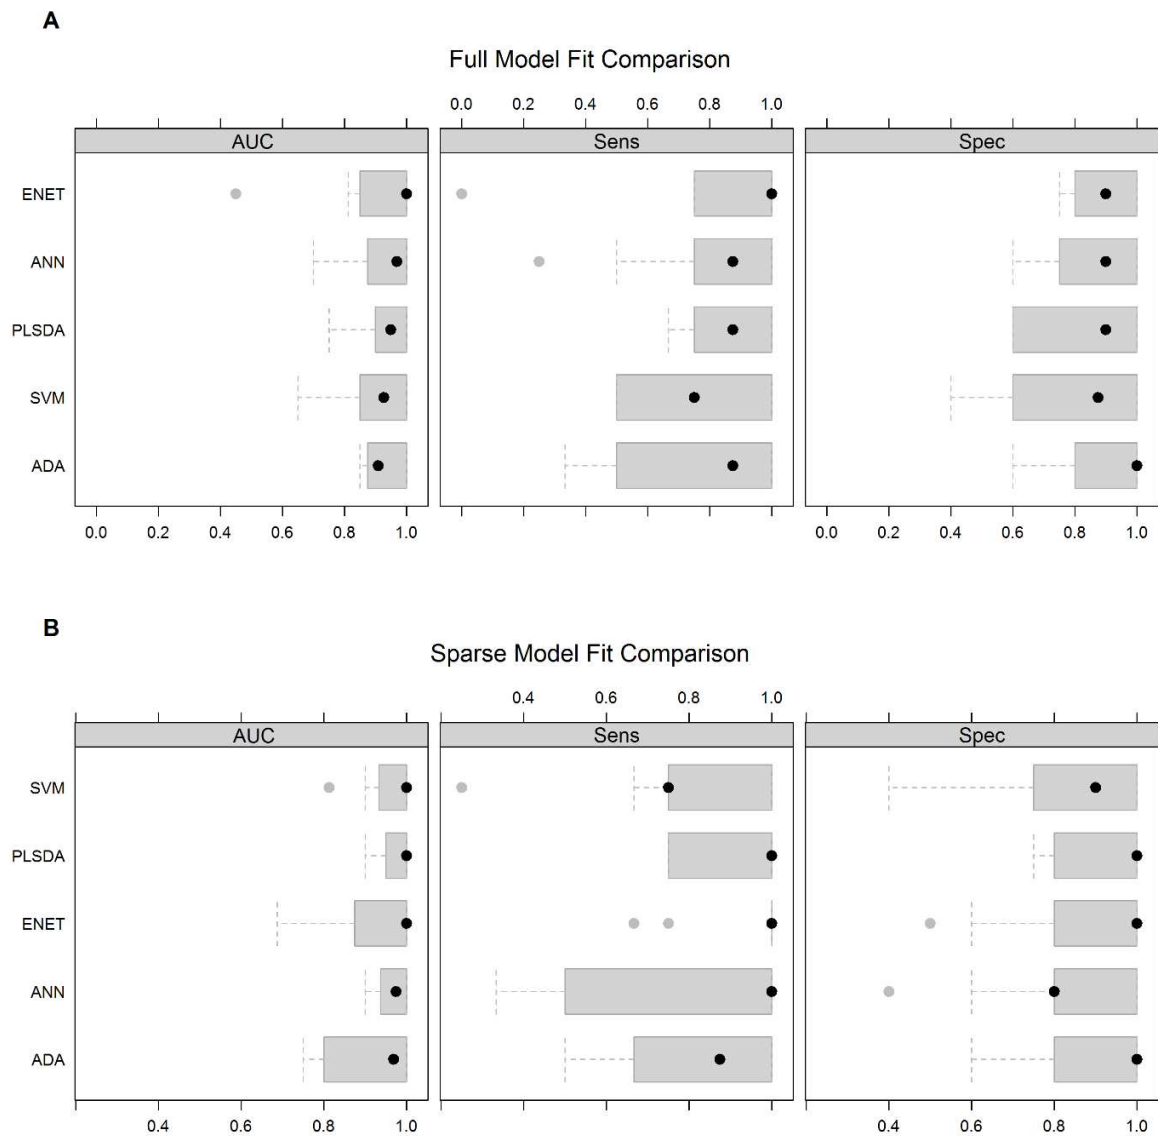 A
Full Model Fit Comparison
0.0 0.2 0.4 0.6 0.8 1.0
AUC Sens Spec
ENET
ANN
PLSDA
SVM
ADA
0.0 0.2 0.4 0.6 0.8 1.0 0.0 0.2 0.4 0.6 0.8 1.0
B
Sparse Model Fit Comparison
0.4 0.6 0.8 1.0
AUC Sens Spec
SVM
PLSDA
ENET
ANN
ADA
0.4 0.6 0.8 1.0 0.4 0.6 0.8 1.0